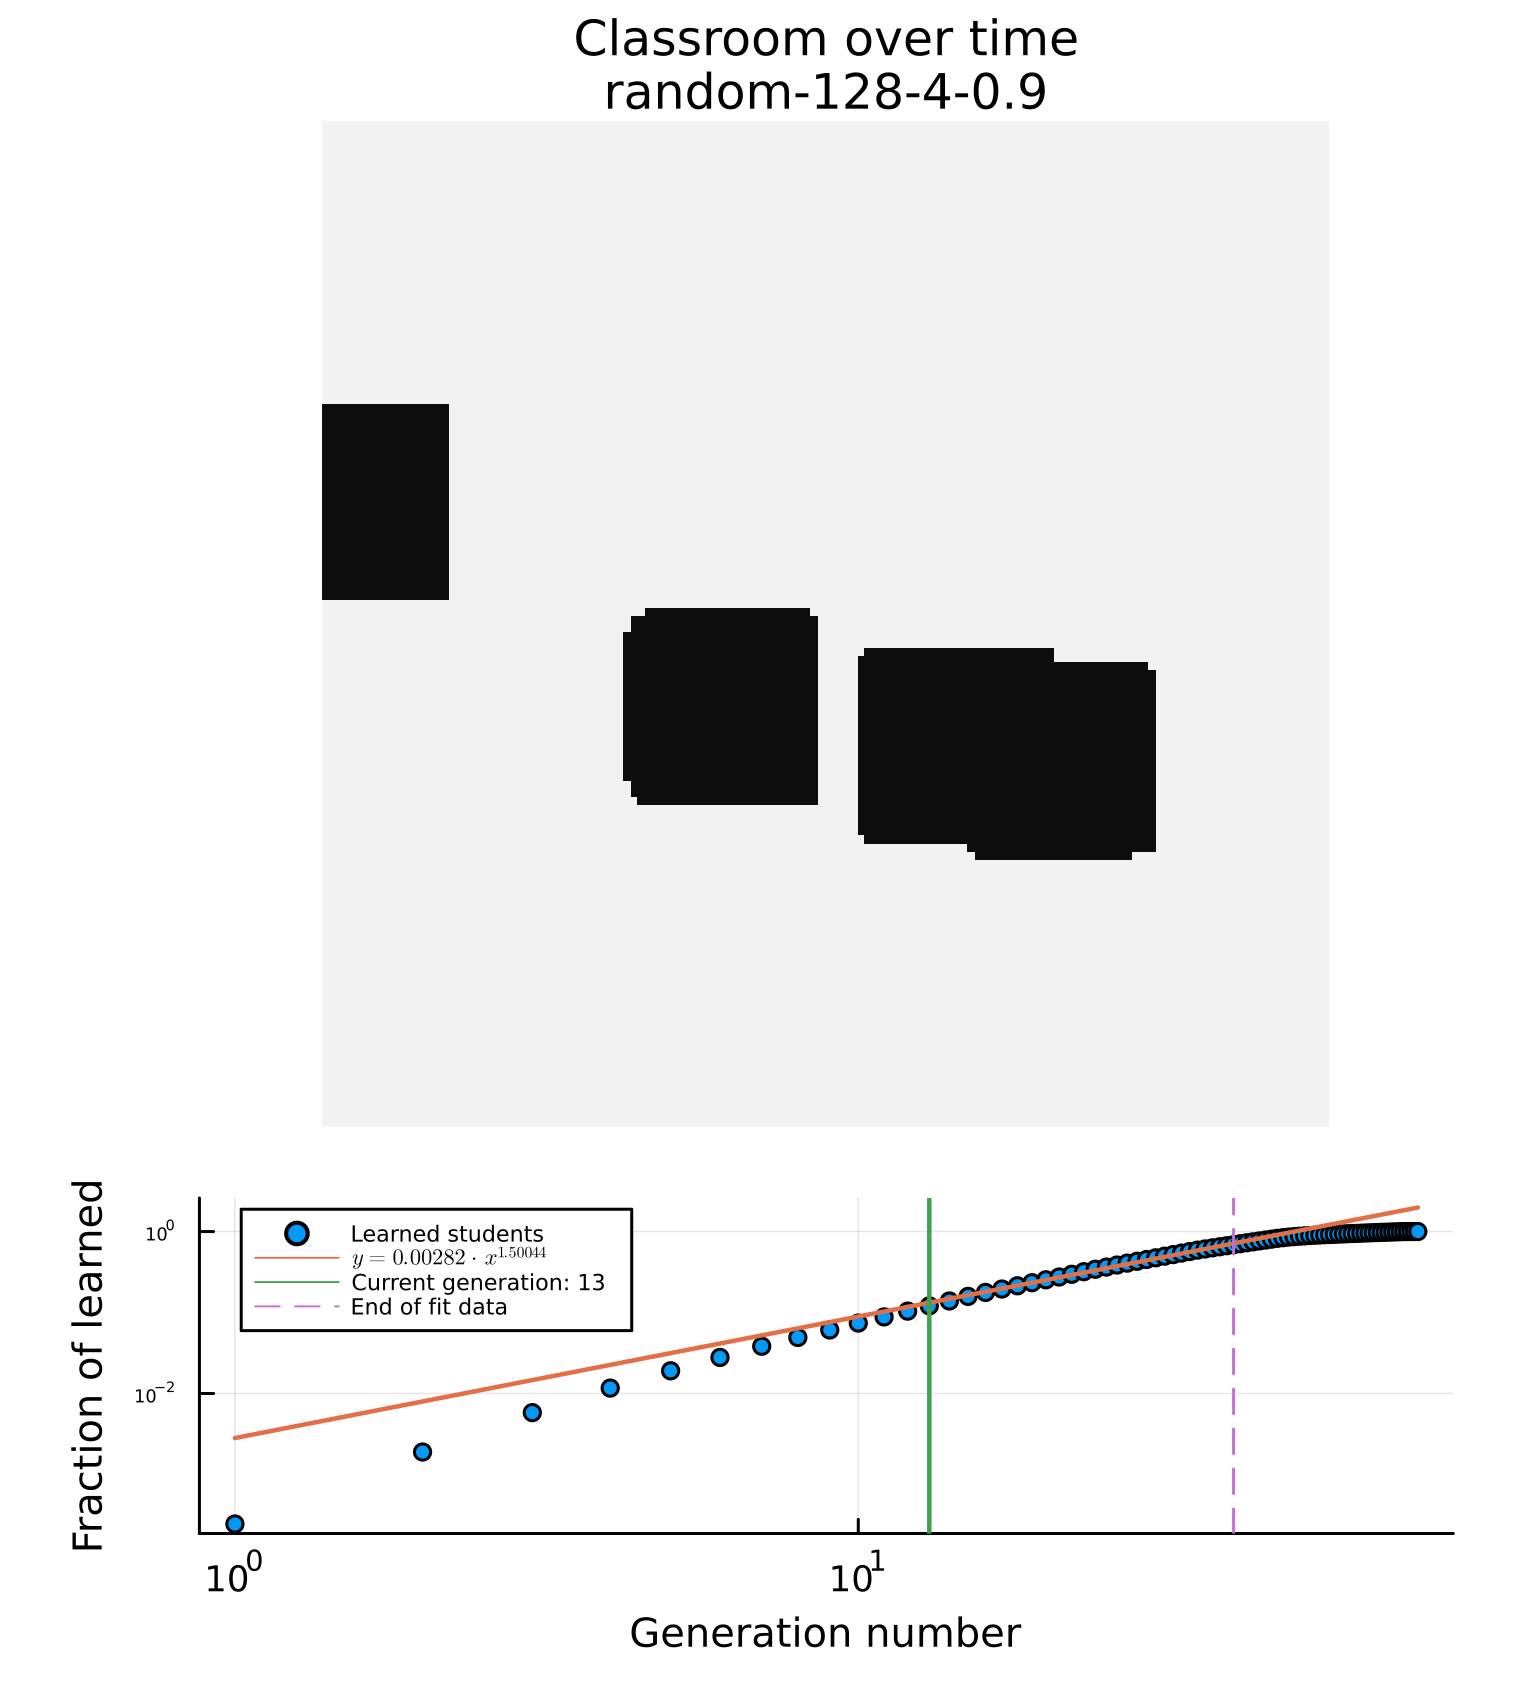 Classroom over time
random-128-4-0.9
Fraction of learned
10^0
10^-2
Learned students
y = 0.00282 · x^1.50044
Current generation: 13
End of fit data
10^0
10^1
Generation number